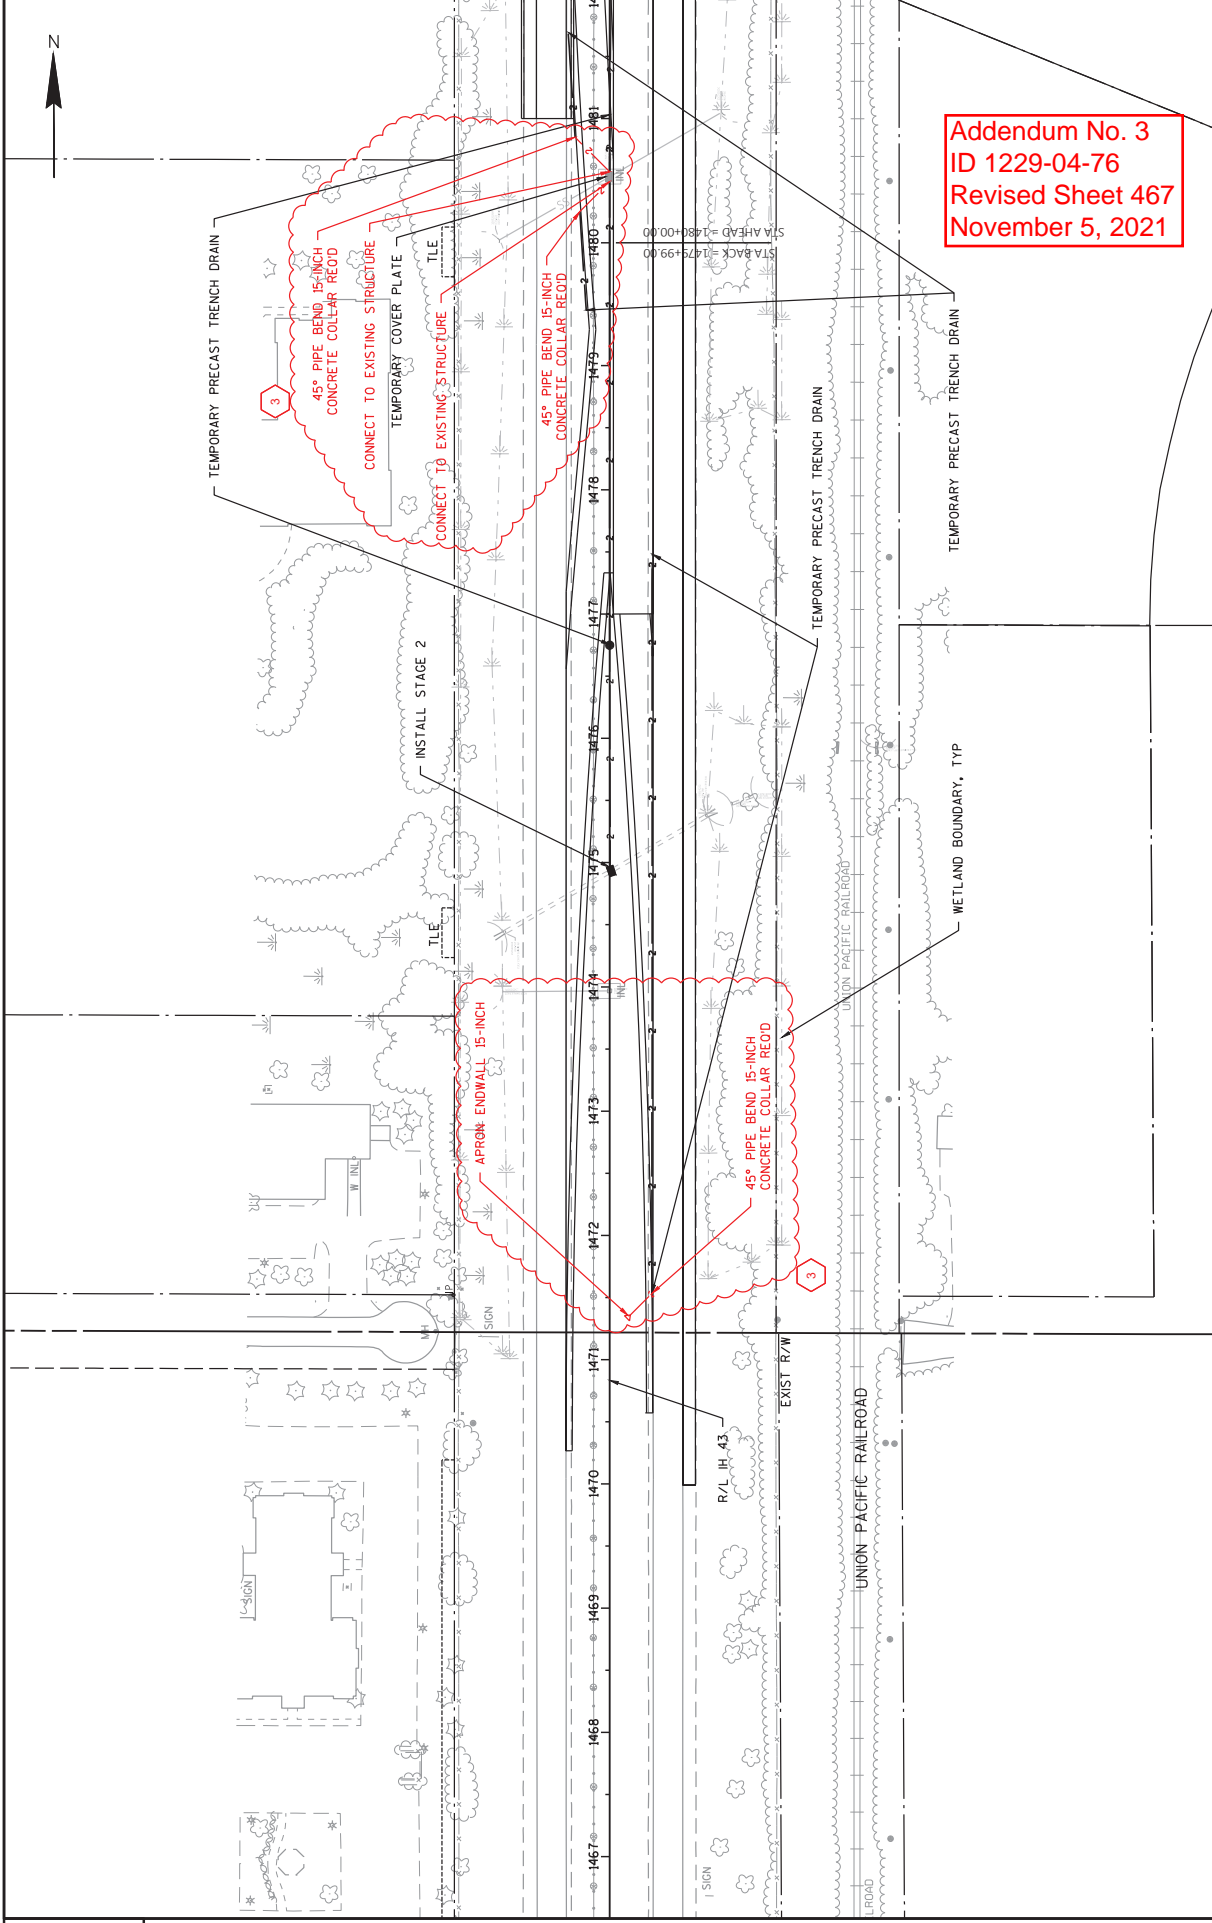 N
Addendum No. 3
ID 1229-04-76
Revised Sheet 467
November 5, 2021
TEMPORARY PRECAST TRENCH DRAIN
45° PIPE BEND 15-INCH
CONCRETE COLLAR REQ'D
CONNECT TO EXISTING STRUCTURE
TEMPORARY COVER PLATE
TLE
CONNECT TO EXISTING STRUCTURE
45° PIPE BEND 15-INCH
CONCRETE COLLAR REQ'D
3
INL
STA AHEAD = 1480+00.00
STA BACK = 1479+99.96
TEMPORARY PRECAST TRENCH DRAIN
TEMPORARY PRECAST TRENCH DRAIN
INSTALL STAGE 2
TLE
WETLAND BOUNDARY, TYP
UNION PACIFIC RAILROAD
INL
APRON ENDWALL 15-INCH
45° PIPE BEND 15-INCH
CONCRETE COLLAR REQ'D
3
W INL
MH
SIGN
EXIST R/W
R/L IH 43
UNION PACIFIC RAILROAD
SIGN
SIGN
LROAD
1481
1480
1479
1478
1477
1476
1475
1474
1473
1472
1471
1470
1469
1468
1467